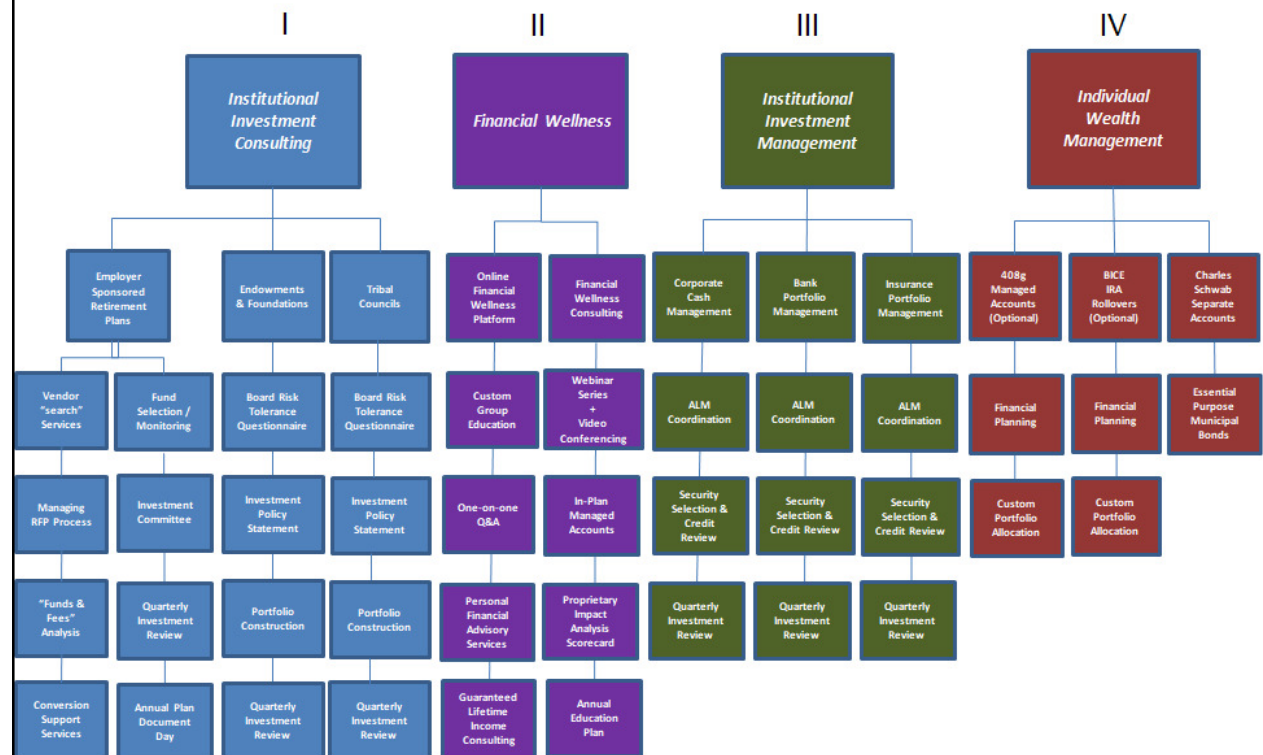 I
II
III
IV
Institutional
Investment
Consulting
Financial Wellness
Institutional
Investment
Management
Individual
Wealth
Management
Employer
Sponsored
Retirement
Plans
Endowments
& Foundations
Tribal
Councils
Online
Financial
Wellness
Platform
Financial
Wellness
Consulting
Corporate
Cash
Management
Bank
Portfolio
Management
Insurance
Portfolio
Management
408g
Managed
Accounts
(Optional)
BICE
IRA
Rollovers
(Optional)
Charles
Schwab
Separate
Accounts
Vendor
"search"
Services
Fund
Selection /
Monitoring
Board Risk
Tolerance
Questionnaire
Board Risk
Tolerance
Questionnaire
Custom
Group
Education
Webinar
Series
+
Video
Conferencing
ALM
Coordination
ALM
Coordination
ALM
Coordination
Financial
Planning
Financial
Planning
Essential
Purpose
Municipal
Bonds
Managing
RFP Process
Investment
Committee
Investment
Policy
Statement
Investment
Policy
Statement
One-on-one
Q&A
In-Plan
Managed
Accounts
Security
Selection &
Credit
Review
Security
Selection &
Credit Review
Security
Selection &
Credit Review
Custom
Portfolio
Allocation
Custom
Portfolio
Allocation
"Funds &
Fees"
Analysis
Quarterly
Investment
Review
Portfolio
Construction
Portfolio
Construction
Personal
Financial
Advisory
Services
Proprietary
Impact
Analysis
Scorecard
Quarterly
Investment
Review
Quarterly
Investment
Review
Quarterly
Investment
Review
Conversion
Support
Services
Annual Plan
Document
Day
Quarterly
Investment
Review
Quarterly
Investment
Review
Guaranteed
Lifetime
Income
Consulting
Annual
Education
Plan